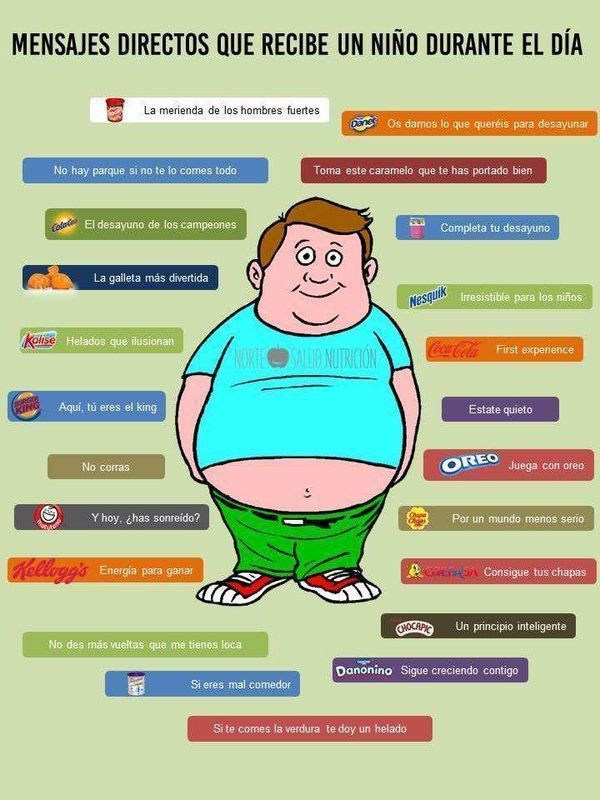 MENSAJES DIRECTOS QUE RECIBE UN NIÑO DURANTE EL DÍA
La merienda de los hombres fuertes
Danet Os damos lo que queréis para desayunar
No hay parque si no te lo comes todo
Toma este caramelo que te has portado bien
ColaCao El desayuno de los campeones
Completa tu desayuno
La galleta más divertida
Nesquik Irresistible para los niños
Kalise Helados que ilusionan
Coca-Cola First experience
NORTE SALUD NUTRICIÓN
BURGER KING Aquí, tú eres el king
Estate quieto
No corras
OREO Juega con oreo
Y hoy, ¿has sonreído?
Chupa Chups Por un mundo menos serio
Kellogg's Energía para ganar
Consigue tus chapas
CHOCAPIC Un principio inteligente
No des más vueltas que me tienes loca
Danonino Sigue creciendo contigo
Si eres mal comedor
Si te comes la verdura te doy un helado